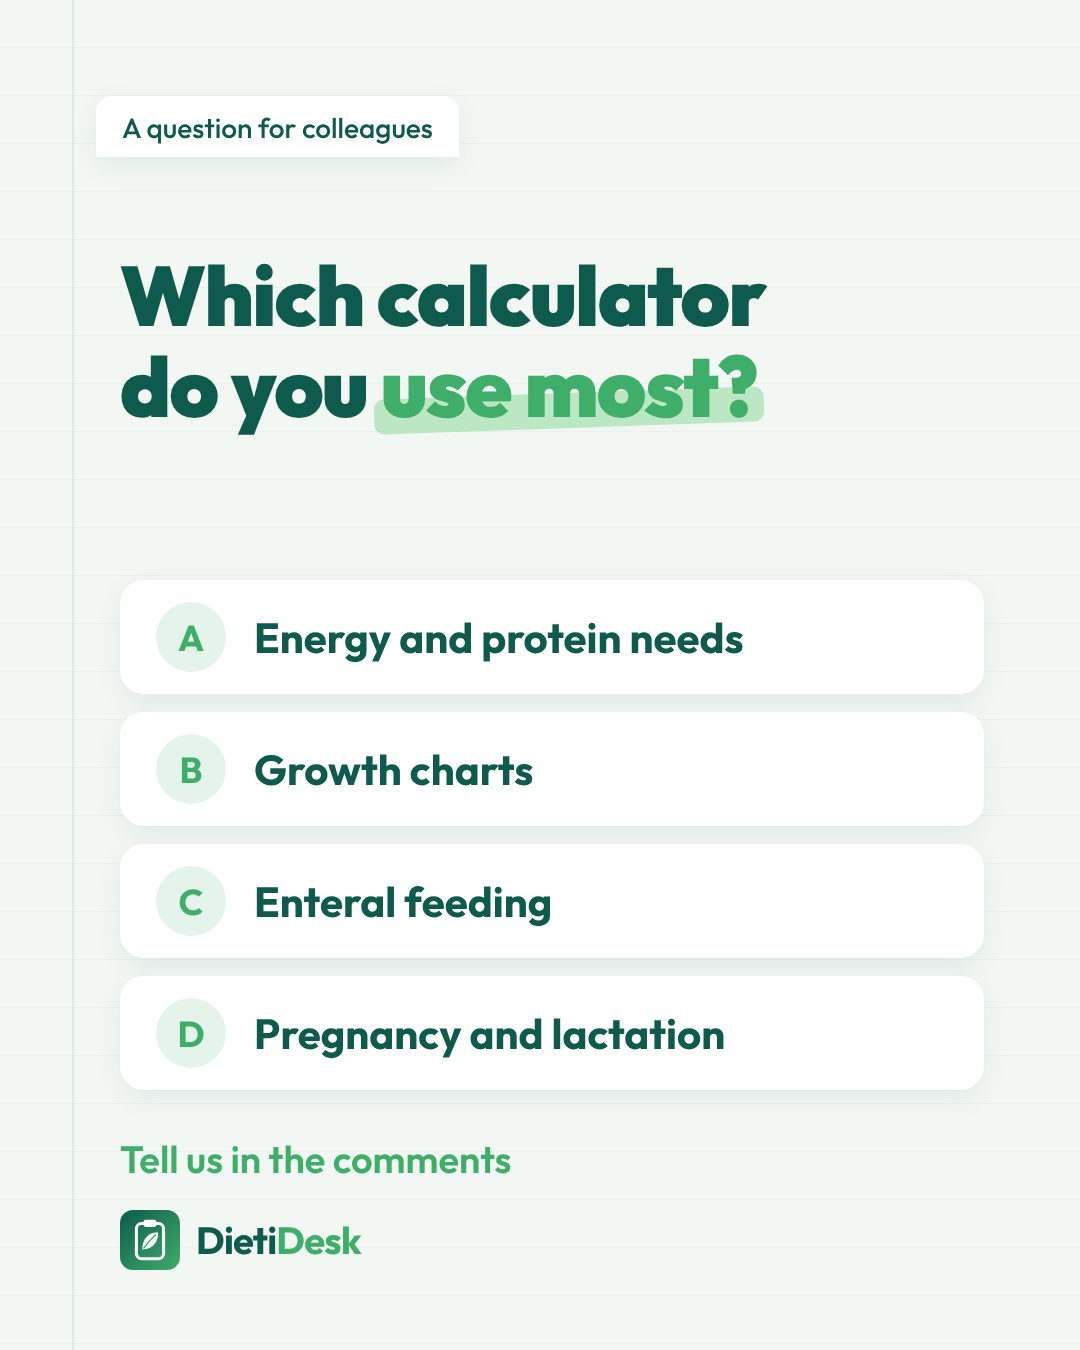 A question for colleagues
Which calculator
do you use most?
A Energy and protein needs
B Growth charts
C Enteral feeding
D Pregnancy and lactation
Tell us in the comments
DietiDesk